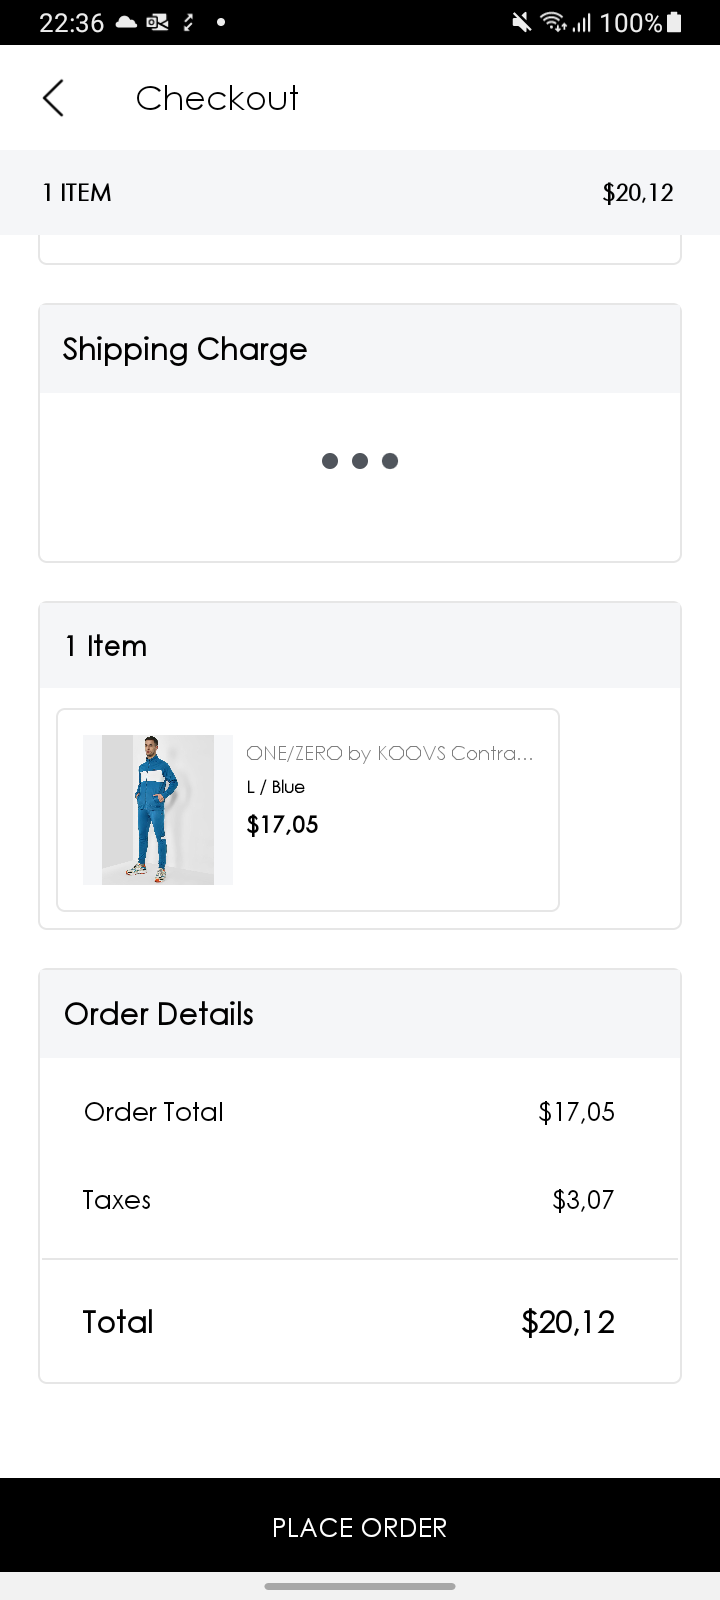 22:36 100%
Checkout
1 ITEM $20,12
Shipping Charge
1 Item
ONE/ZERO by KOOVS Contra...
L / Blue
$17,05
Order Details
Order Total $17,05
Taxes $3,07
Total $20,12
PLACE ORDER